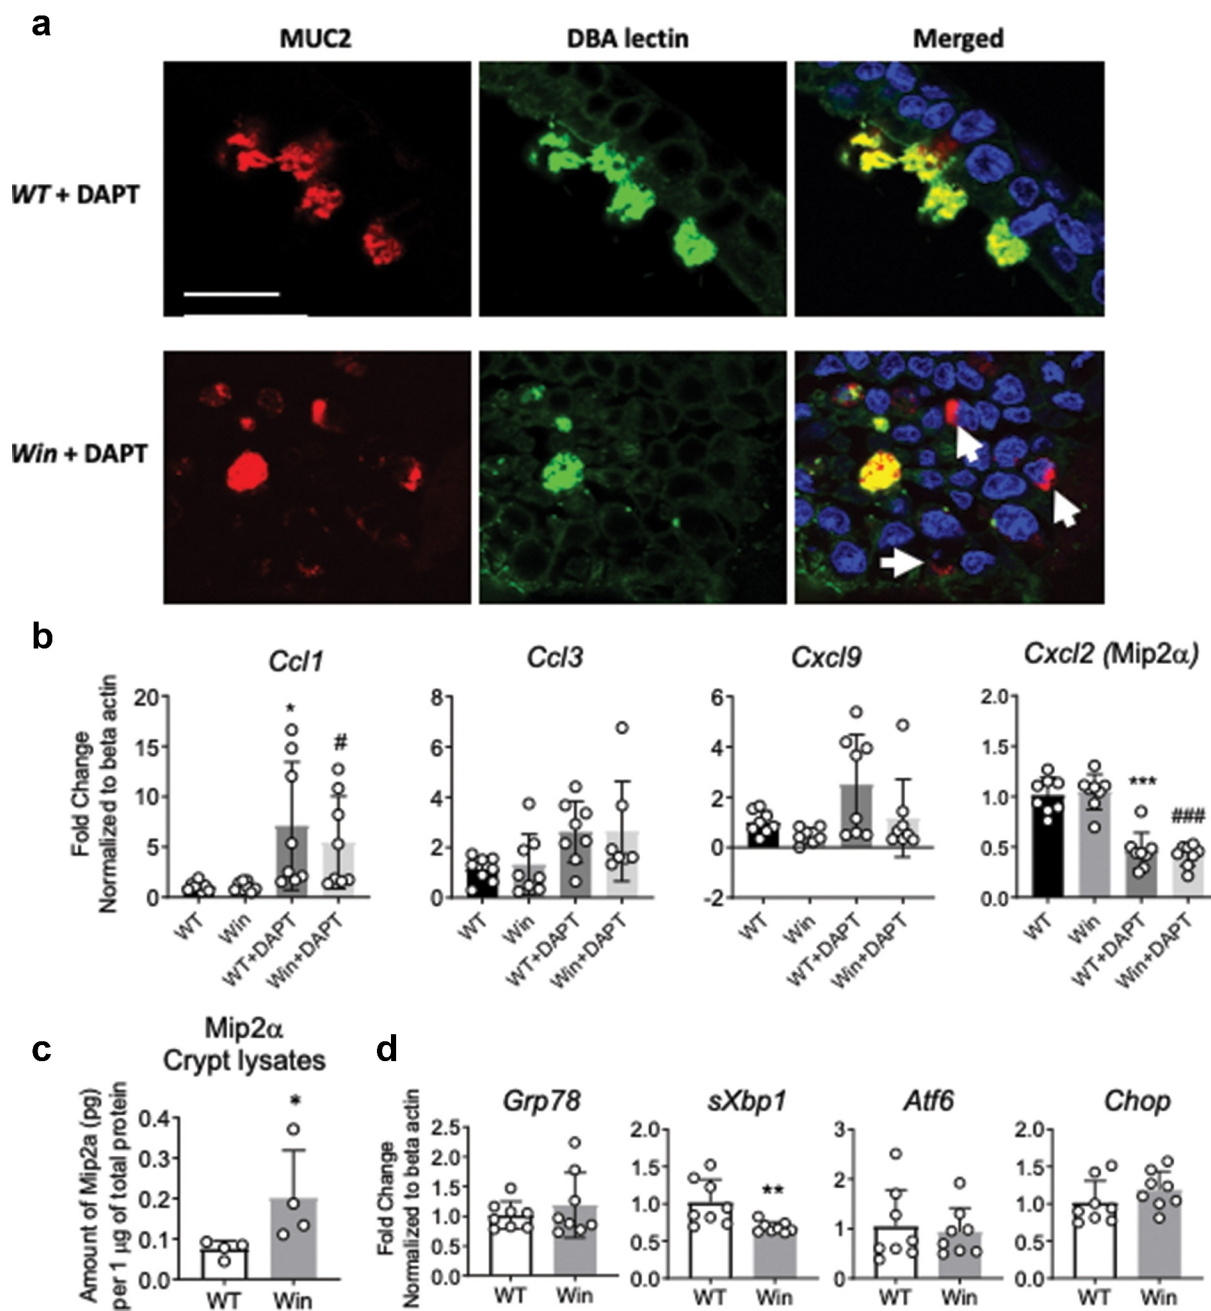 a
MUC2
DBA lectin
Merged
WT + DAPT
Win + DAPT
b
Ccl1
Ccl3
Cxcl9
Cxcl2 (Mip2α)
Fold Change
Normalized to beta actin
20
15
10
5
0
*
#
WT
Win
WT+DAPT
Win+DAPT
8
6
4
2
0
WT
Win
WT+DAPT
Win+DAPT
6
4
2
0
-2
WT
Win
WT+DAPT
Win+DAPT
2.0
1.5
1.0
0.5
0.0
***
###
WT
Win
WT+DAPT
Win+DAPT
c
Mip2α
Crypt lysates
Amount of Mip2a (pg)
per 1 μg of total protein
0.4
0.3
0.2
0.1
0.0
*
WT
Win
d
Grp78
sXbp1
Atf6
Chop
Fold Change
Normalized to beta actin
2.5
2.0
1.5
1.0
0.5
0.0
WT
Win
2.0
1.5
1.0
0.5
0.0
**
WT
Win
3
2
1
0
WT
Win
2.0
1.5
1.0
0.5
0.0
WT
Win